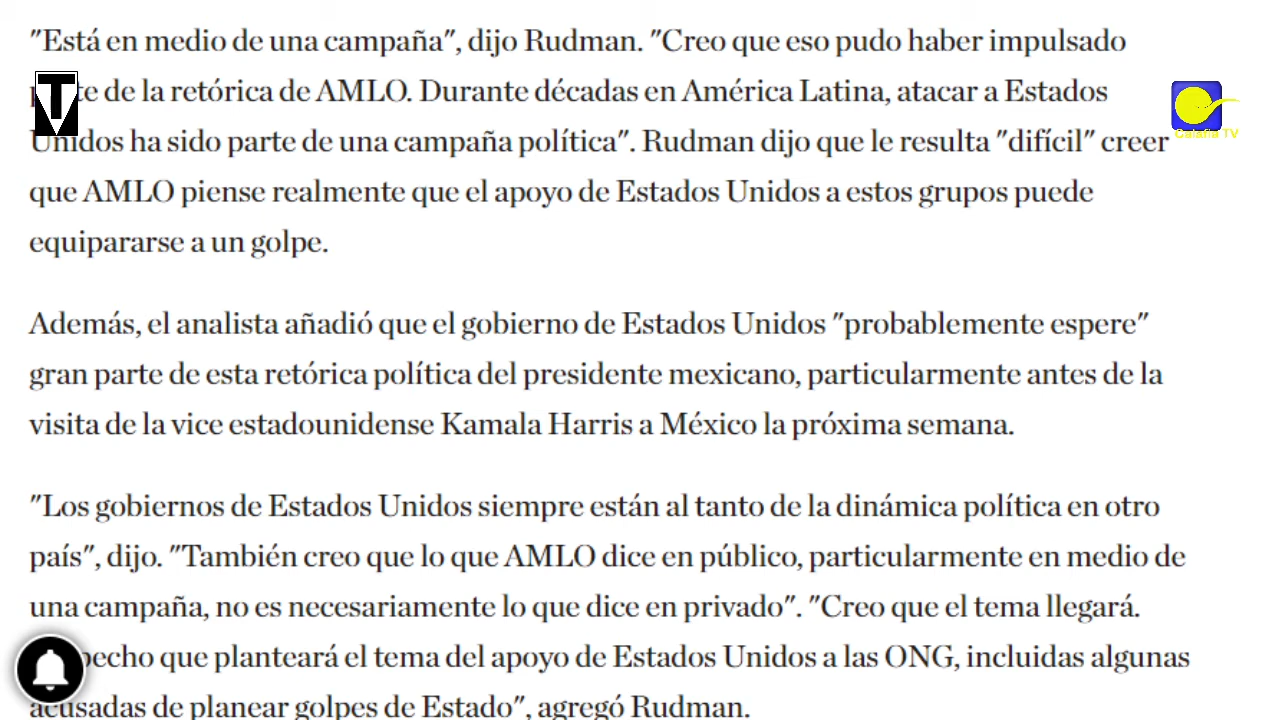 "Está en medio de una campaña", dijo Rudman. "Creo que eso pudo haber impulsado
de la retórica de AMLO. Durante décadas en América Latina, atacar a Estados
Unidos ha sido parte de una campaña política". Rudman dijo que le resulta "difícil" creer
que AMLO piense realmente que el apoyo de Estados Unidos a estos grupos puede
equipararse a un golpe.
Además, el analista añadió que el gobierno de Estados Unidos "probablemente espere"
gran parte de esta retórica política del presidente mexicano, particularmente antes de la
visita de la vice estadounidense Kamala Harris a México la próxima semana.
"Los gobiernos de Estados Unidos siempre están al tanto de la dinámica política en otro
país", dijo. "También creo que lo que AMLO dice en público, particularmente en medio de
una campaña, no es necesariamente lo que dice en privado". "Creo que el tema llegará.
que planteará el tema del apoyo de Estados Unidos a las ONG, incluidas algunas
acusadas de planear golpes de Estado", agregó Rudman.
T
Calafia TV